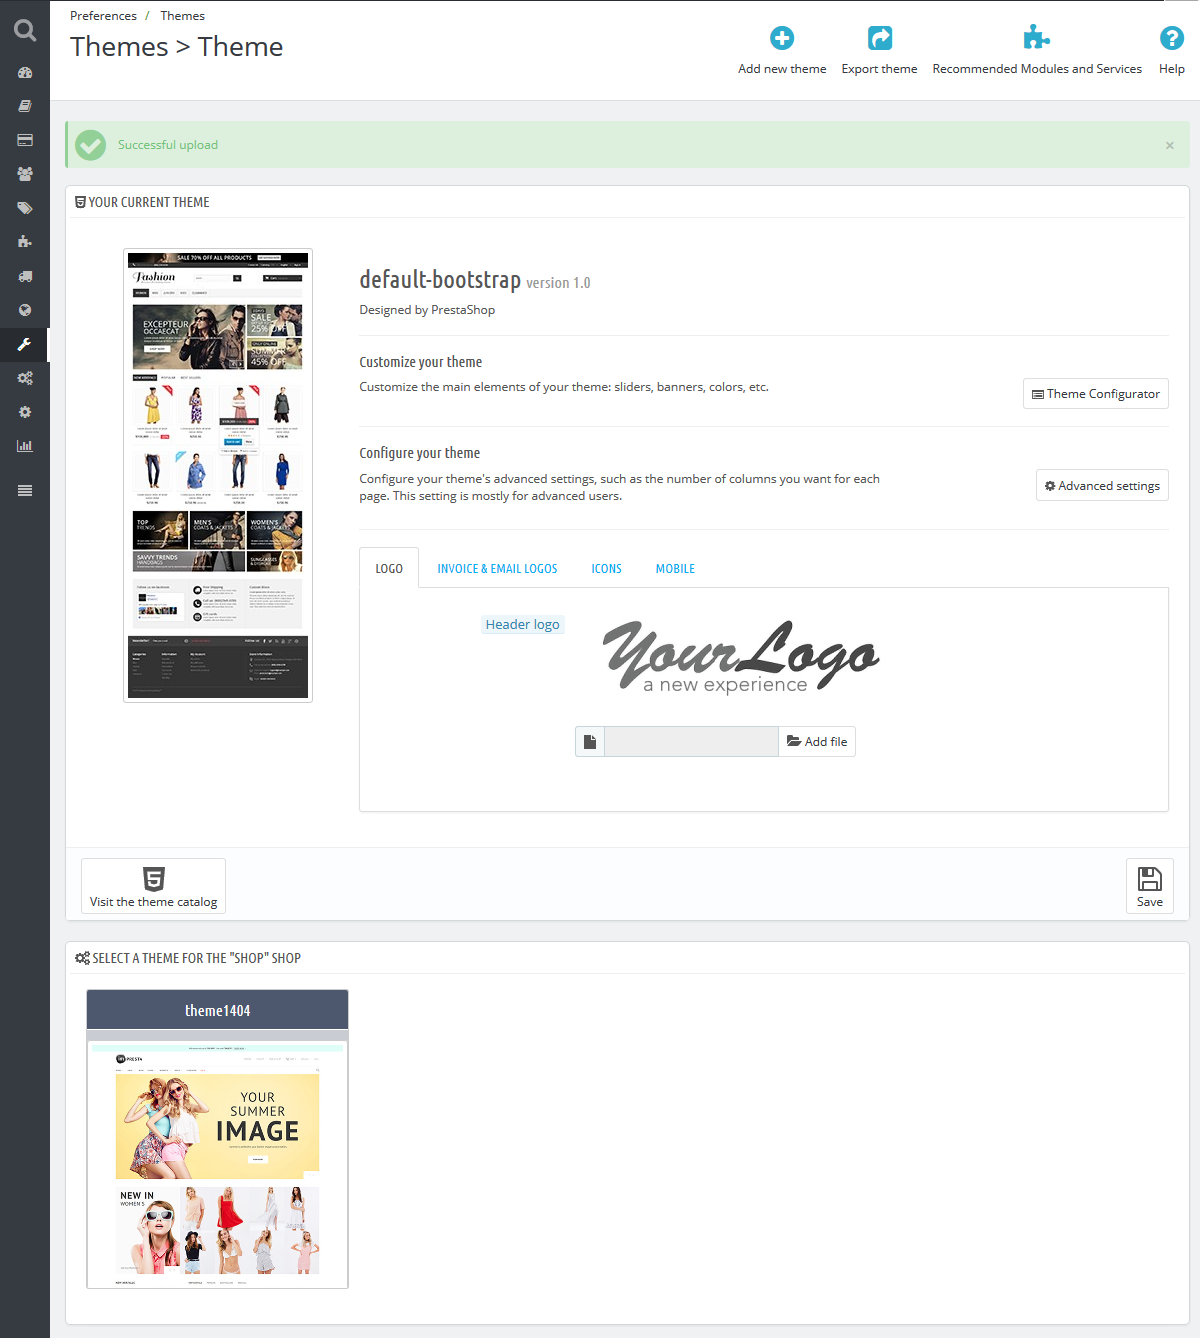 Preferences / Themes
Themes > Theme
Add new theme
Export theme
Recommended Modules and Services
Help
Successful upload
×
YOUR CURRENT THEME
SALE 70% OFF ALL PRODUCTS
Fashion
EXCEPTEUR
OCCAECAT
SALE
25% OFF
SUMMER
45% OFF
TOP
TRENDS
MEN'S
COATS & JACKETS
WOMEN'S
COATS & JACKETS
SAVVY TRENDS
HANDBAGS
SUNGLASSES
default-bootstrap version 1.0
Designed by PrestaShop
Customize your theme
Customize the main elements of your theme: sliders, banners, colors, etc.
Theme Configurator
Configure your theme
Configure your theme's advanced settings, such as the number of columns you want for each
page. This setting is mostly for advanced users.
Advanced settings
LOGO
INVOICE & EMAIL LOGOS
ICONS
MOBILE
Header logo
YourLogo
a new experience
Add file
Visit the theme catalog
Save
SELECT A THEME FOR THE "SHOP" SHOP
theme1404
PRESTA
YOUR
SUMMER
IMAGE
NEW IN
WOMEN'S